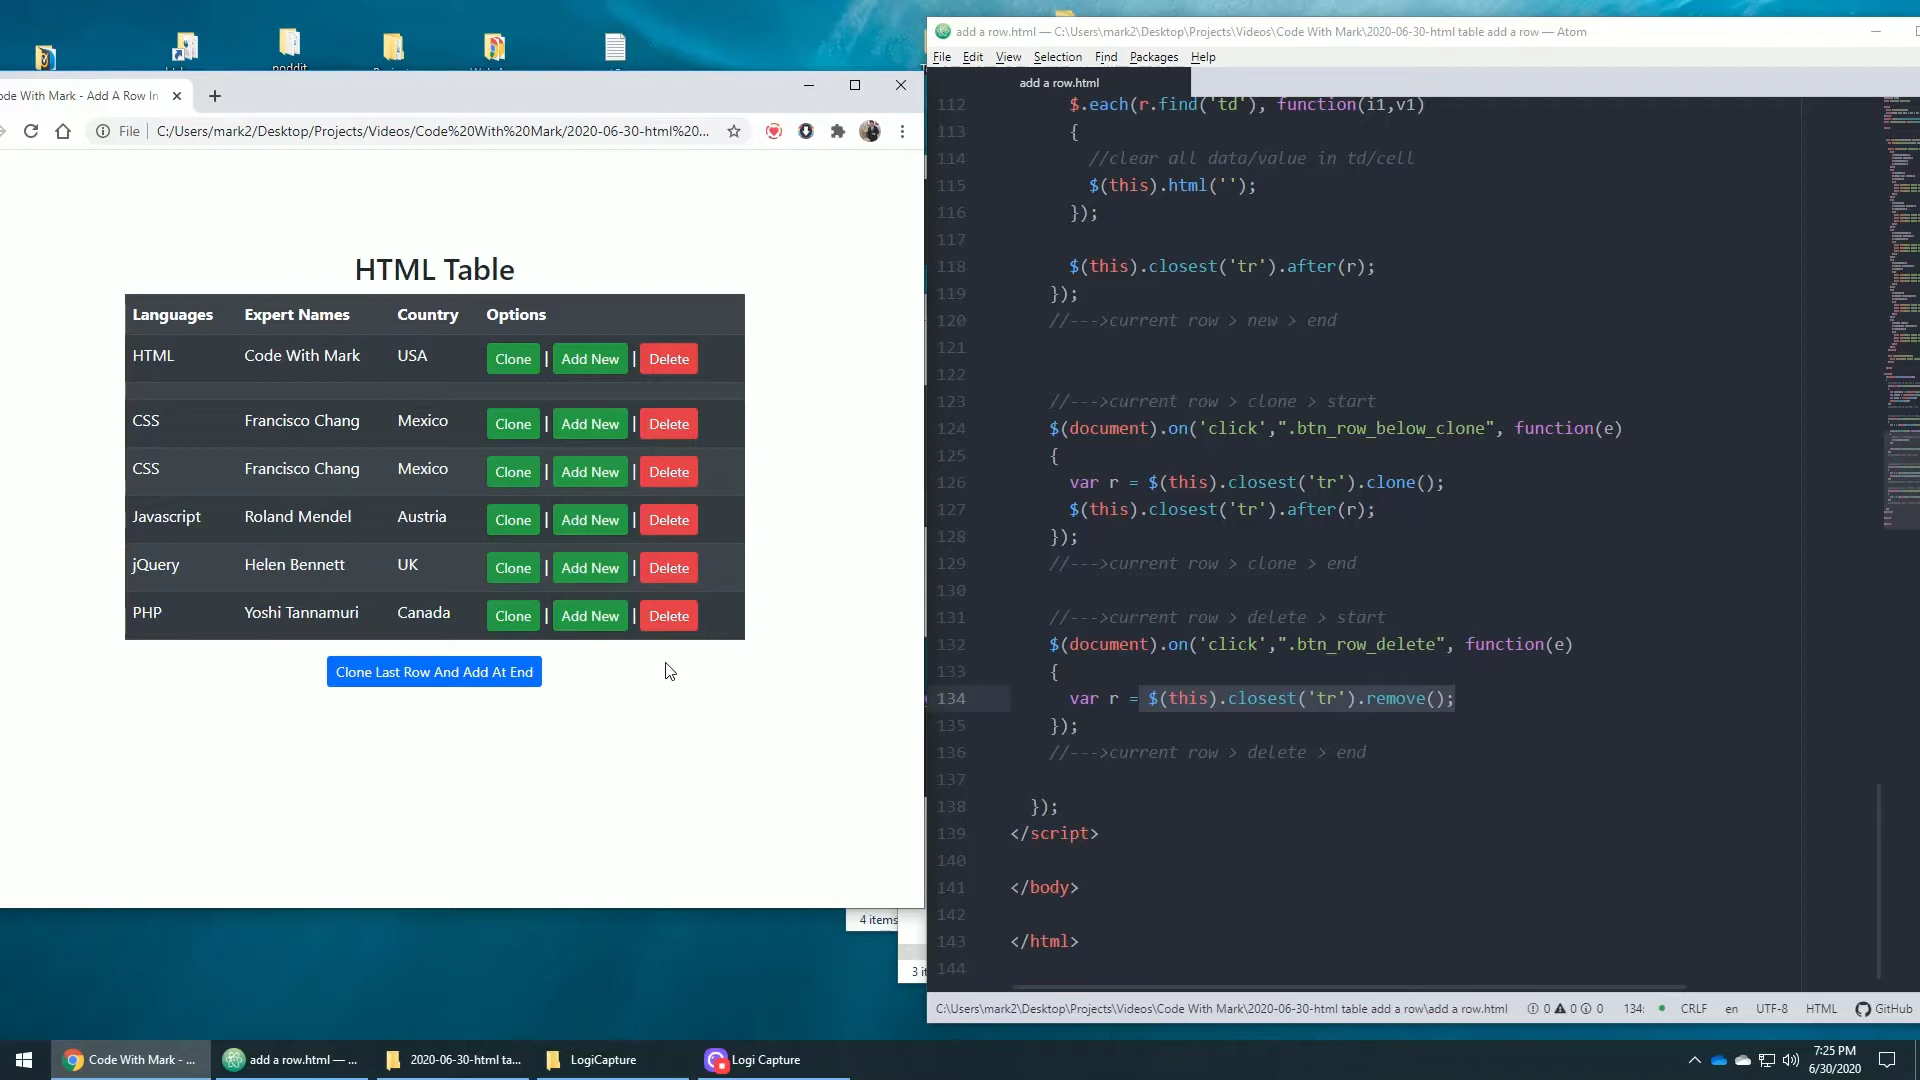 noddit
ode With Mark - Add A Row In
File
C:/Users/mark2/Desktop/Projects/Videos/Code%20With%20Mark/2020-06-30-html%20...
HTML Table
Languages Expert Names Country Options
HTML Code With Mark USA Clone | Add New | Delete
CSS Francisco Chang Mexico Clone | Add New | Delete
CSS Francisco Chang Mexico Clone | Add New | Delete
Javascript Roland Mendel Austria Clone | Add New | Delete
jQuery Helen Bennett UK Clone | Add New | Delete
PHP Yoshi Tannamuri Canada Clone | Add New | Delete
Clone Last Row And Add At End
4 items
3 it
add a row.html — C:\Users\mark2\Desktop\Projects\Videos\Code With Mark\2020-06-30-html table add a row — Atom
File Edit View Selection Find Packages Help
add a row.html
112 $.each(r.find('td'), function(i1,v1)
113 {
114 //clear all data/value in td/cell
115 $(this).html('');
116 });
117
118 $(this).closest('tr').after(r);
119 });
120 //--->current row > new > end
121
122
123 //--->current row > clone > start
124 $(document).on('click',".btn_row_below_clone", function(e)
125 {
126 var r = $(this).closest('tr').clone();
127 $(this).closest('tr').after(r);
128 });
129 //--->current row > clone > end
130
131 //--->current row > delete > start
132 $(document).on('click',".btn_row_delete", function(e)
133 {
134 var r = $(this).closest('tr').remove();
135 });
136 //--->current row > delete > end
137
138 });
139 </script>
140
141 </body>
142
143 </html>
144
C:\Users\mark2\Desktop\Projects\Videos\Code With Mark\2020-06-30-html table add a row\add a row.html 0 0 0 134: CRLF en UTF-8 HTML GitHub
Code With Mark - ...
add a row.html — ...
2020-06-30-html ta...
LogiCapture
Logi Capture
7:25 PM
6/30/2020